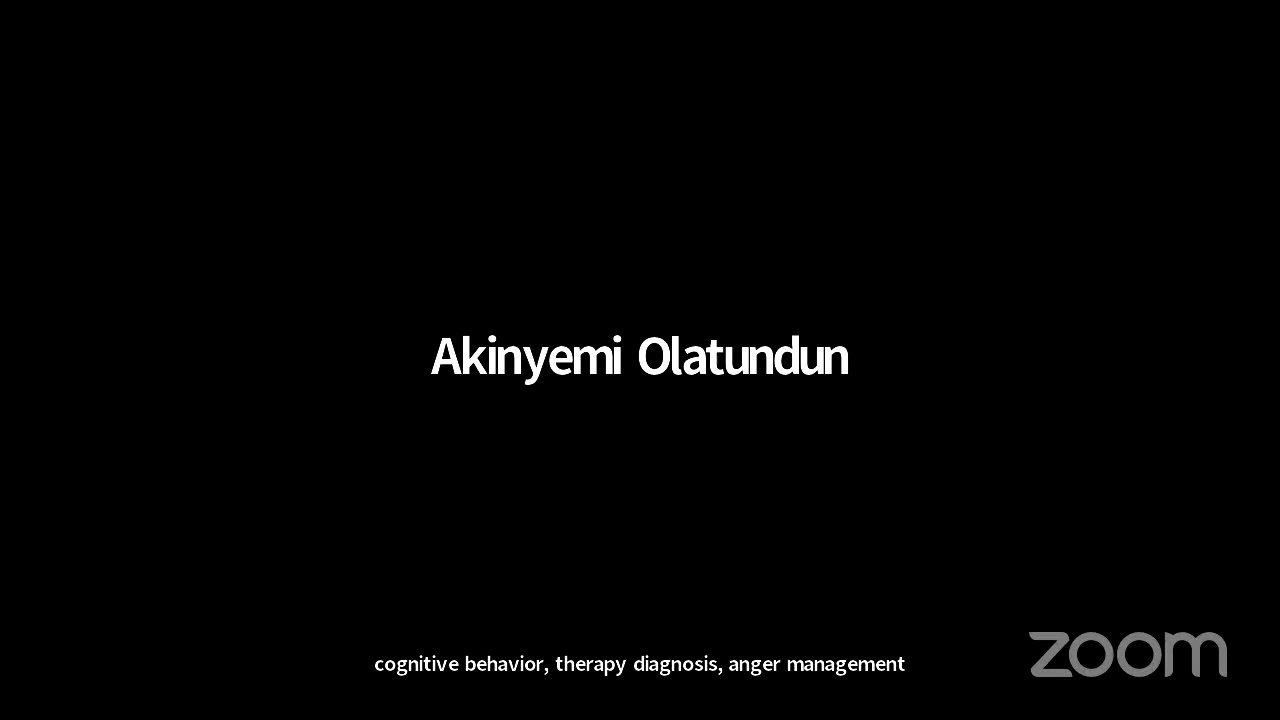 Akinyemi Olatundun
cognitive behavior, therapy diagnosis, anger management
zoom